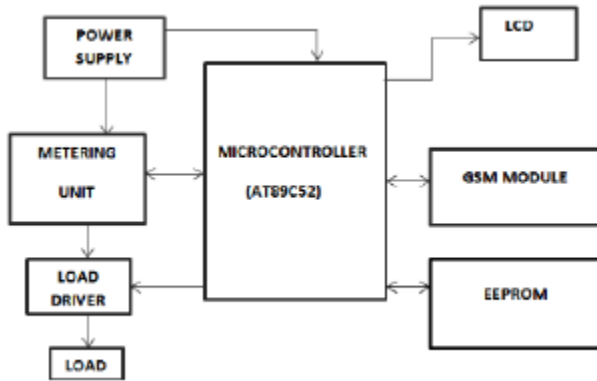 POWER
SUPPLY
LCD
METERING
UNIT
MICROCONTROLLER
(AT89C52)
GSM MODULE
LOAD
DRIVER
EEPROM
LOAD